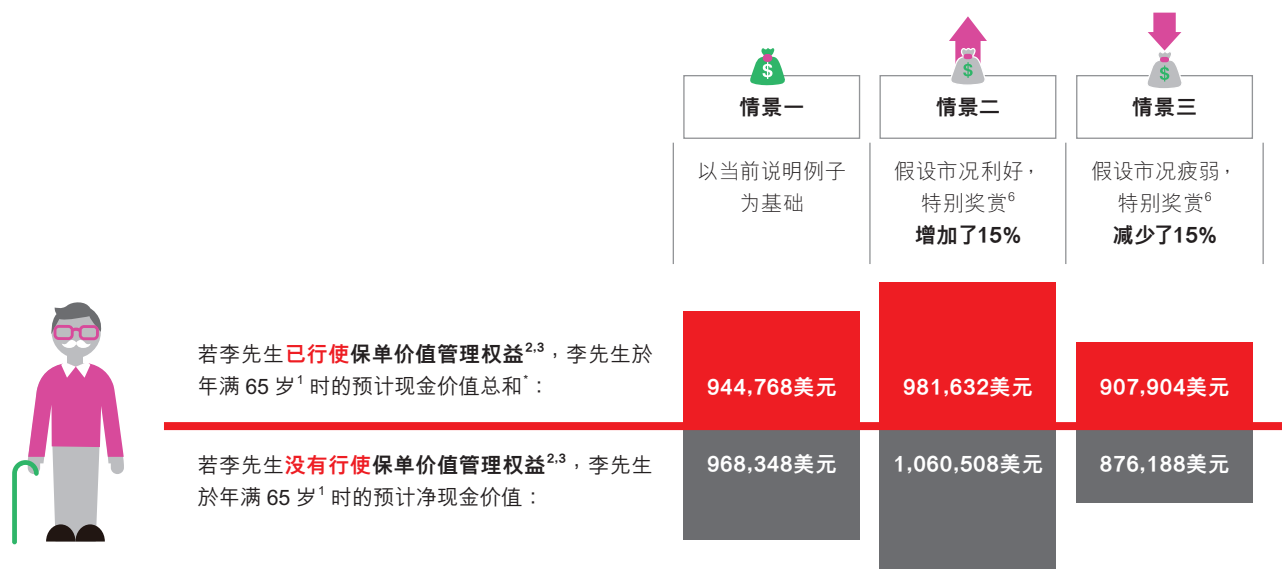 $
$
$
情景一
情景二
情景三
以当前说明例子
为基础
假设市况利好，
特别奖赏6
增加了15%
假设市况疲弱，
特别奖赏6
减少了15%
若李先生已行使保单价值管理权益2,3，李先生於
年满 65 岁1 时的预计现金价值总和*：
944,768美元
981,632美元
907,904美元
若李先生没有行使保单价值管理权益2,3，李先生
於年满 65 岁1 时的预计净现金价值：
968,348美元
1,060,508美元
876,188美元